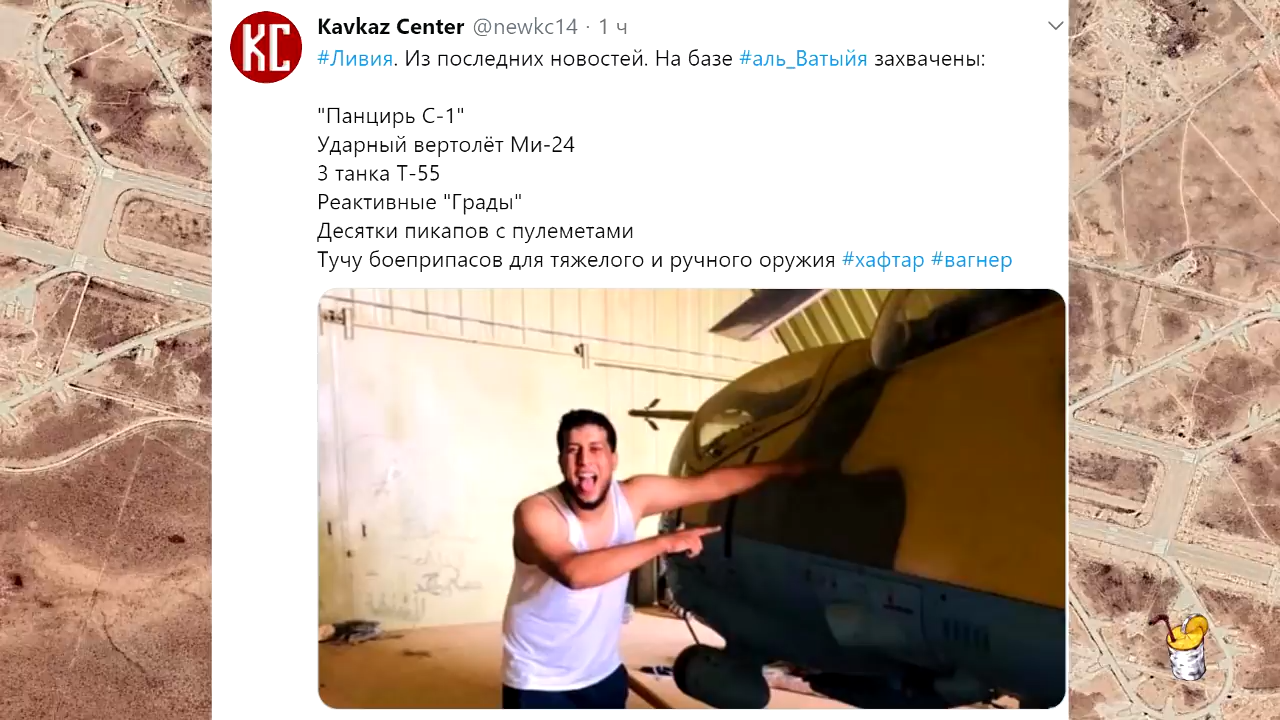 КС
Kavkaz Center @newkc14 · 1 ч
#Ливия. Из последних новостей. На базе #аль_Ватыйя захвачены:
"Панцирь С-1"
Ударный вертолёт Ми-24
3 танка Т-55
Реактивные "Грады"
Десятки пикапов с пулеметами
Тучу боеприпасов для тяжелого и ручного оружия #хафтар #вагнер